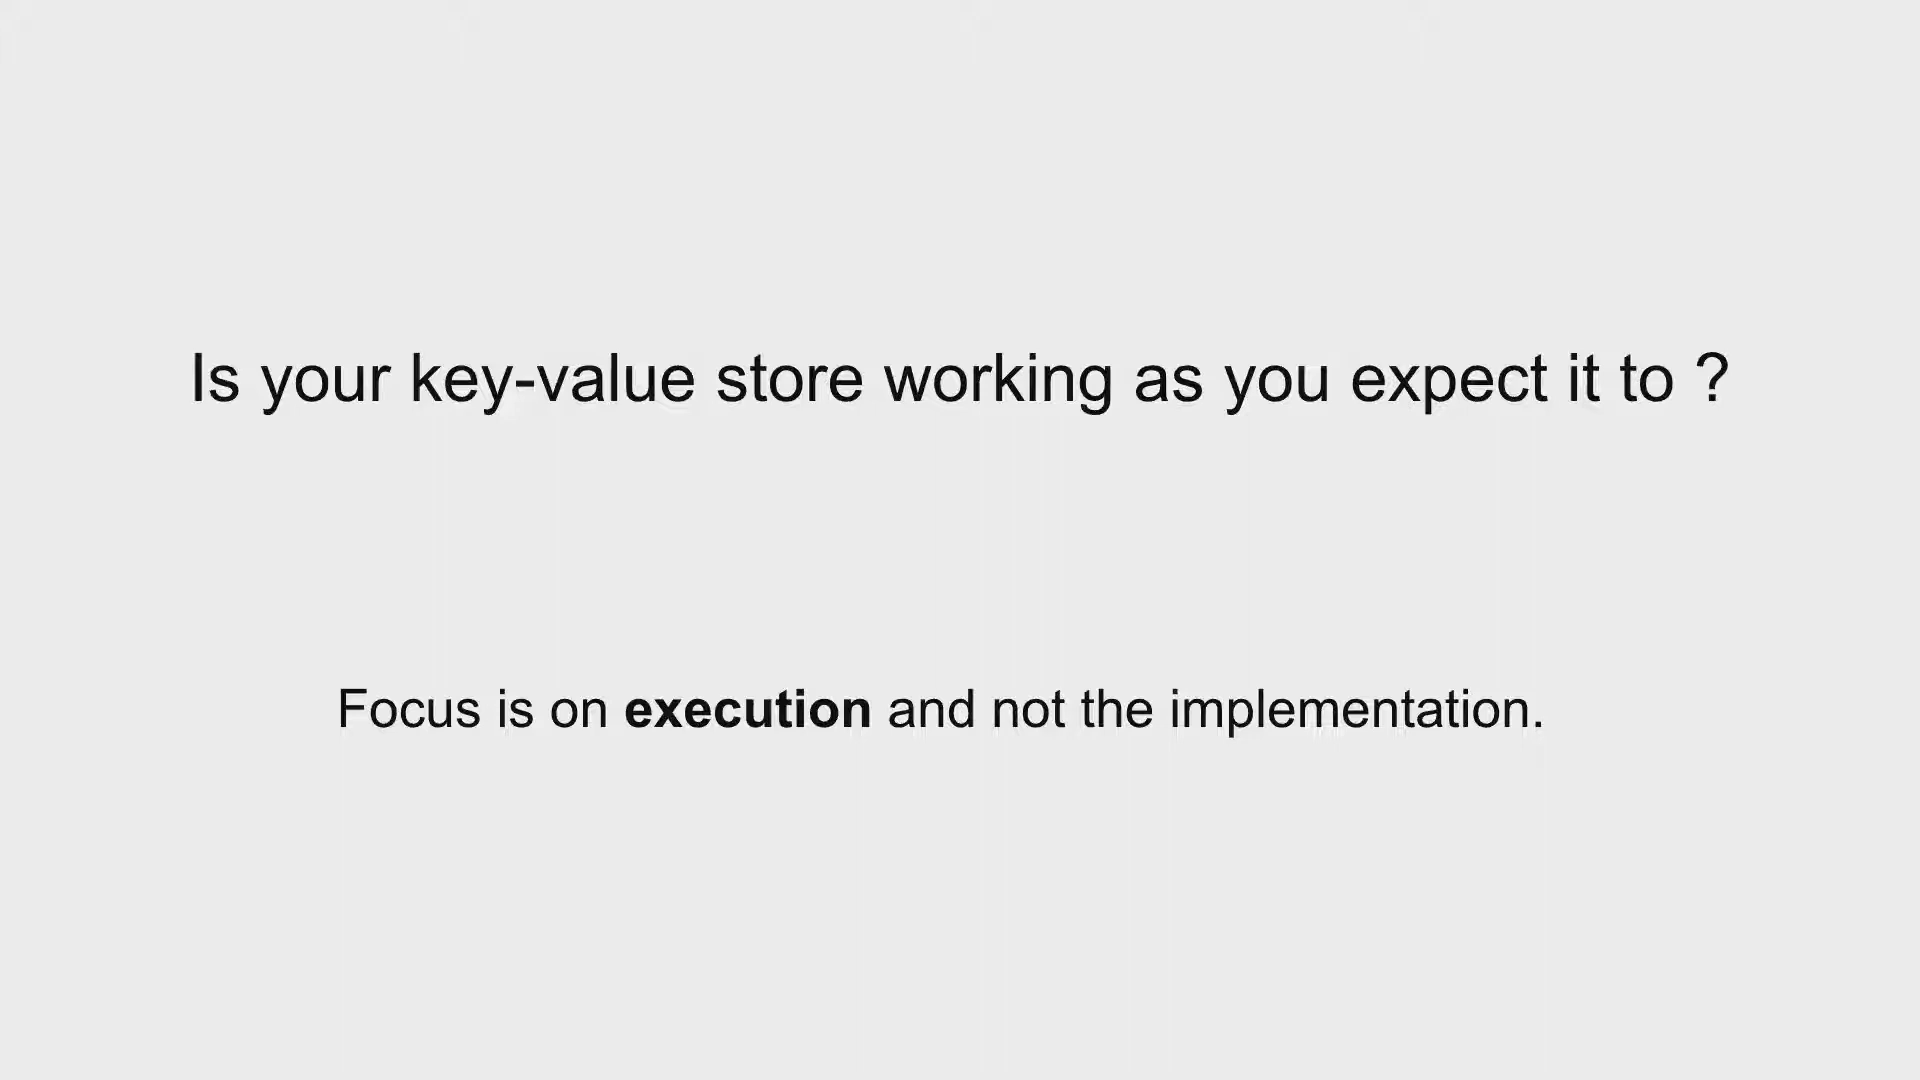 Is your key-value store working as you expect it to ?
Focus is on execution and not the implementation.